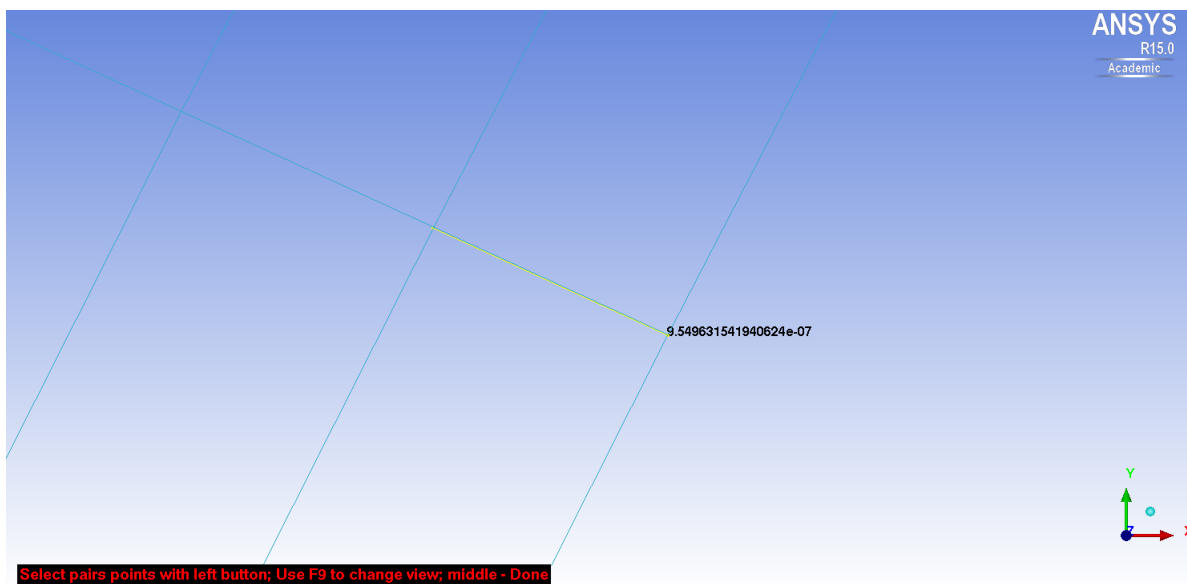 ANSYS
R15.0
Academic
9.549631541940624e-07
Y
Z
X
Select pairs points with left button; Use F9 to change view; middle - Done